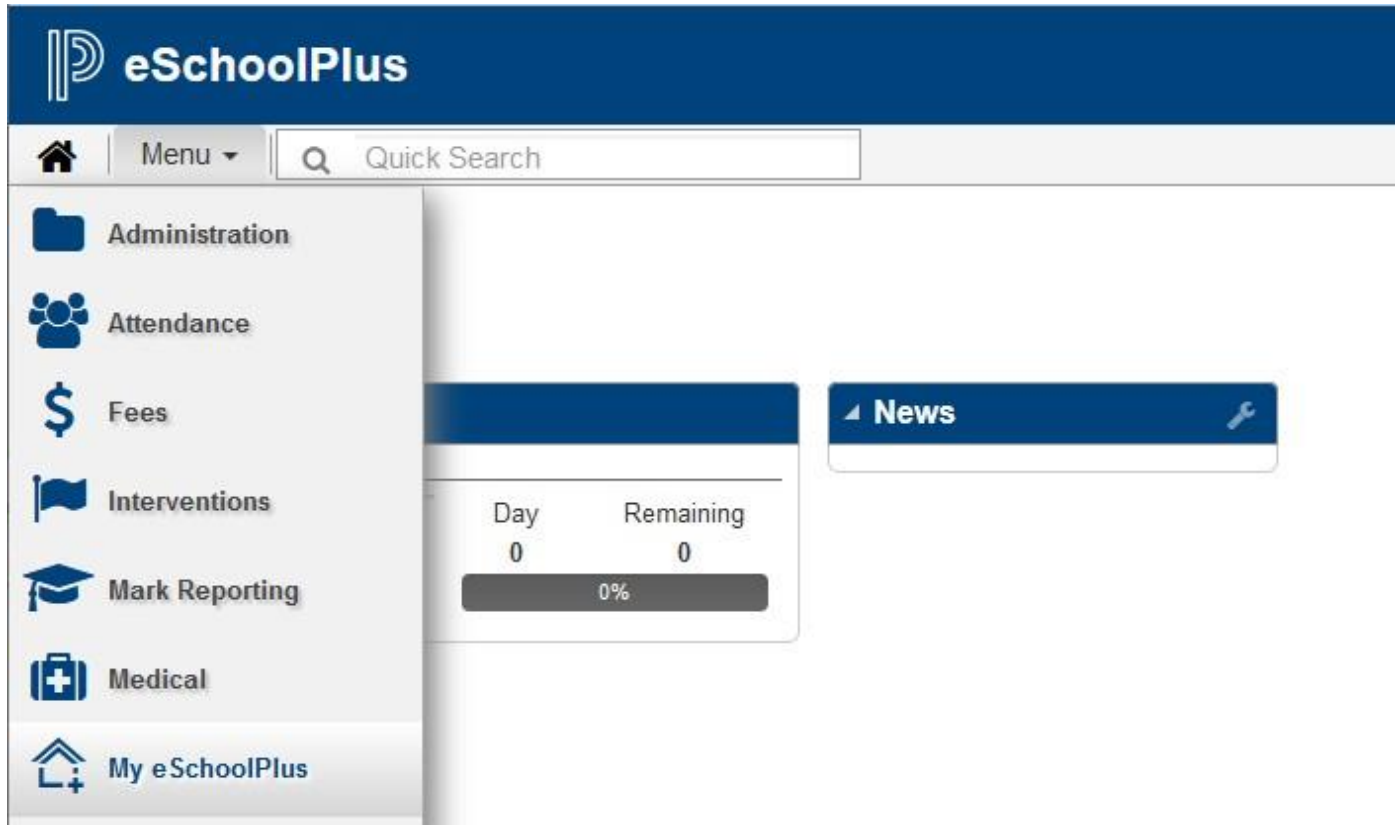 eSchoolPlus
Menu
Quick Search
Administration
Attendance
Fees
Interventions
Mark Reporting
Medical
My eSchoolPlus
Day Remaining
0 0
0%
News